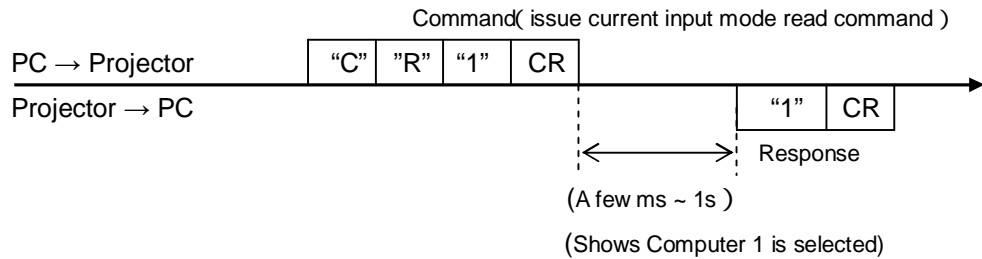 Command( issue current input mode read command )
PC → Projector “C” ”R” “1” CR
Projector → PC “1” CR
Response
(A few ms ~ 1s )
(Shows Computer 1 is selected)